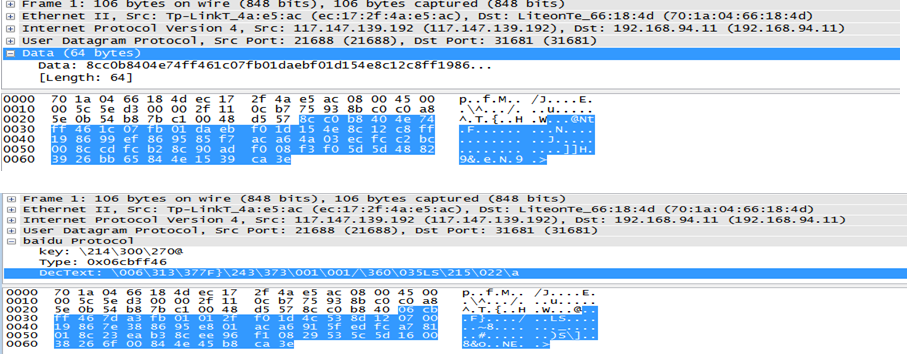 Frame 1: 106 bytes on wire (848 bits), 106 bytes captured (848 bits)
Ethernet II, Src: Tp-LinkT_4a:e5:ac (ec:17:2f:4a:e5:ac), Dst: LiteonTe_66:18:4d (70:1a:04:66:18:4d)
Internet Protocol Version 4, Src: 117.147.139.192 (117.147.139.192), Dst: 192.168.94.11 (192.168.94.11)
User Datagram Protocol, Src Port: 21688 (21688), Dst Port: 31681 (31681)
Data (64 bytes)
Data: 8cc0b8404e74ff461c07fb01daebf01d154e8c12c8ff1986...
[Length: 64]
0000 70 1a 04 66 18 4d ec 17 2f 4a e5 ac 08 00 45 00 p..f.M.. /J....E.
0010 00 5c 5e d3 00 00 2f 11 0c b7 75 93 8b c0 c0 a8 .\^.../. ..u.....
0020 5e 0b 54 b8 7b c1 00 48 d5 57 8c c0 b8 40 4e 74 ^.T.{..H .W...@Nt
0030 ff 46 1c 07 fb 01 da eb f0 1d 15 4e 8c 12 c8 ff .F...... ...N....
0040 19 86 99 ef 86 95 85 f7 ac a6 4a 03 ec fc c2 bc ........ ..J.....
0050 00 8c cd fc b2 8c 90 ad f0 08 f3 f0 5d 5d 48 82 ........ ....]]H.
0060 39 26 bb 65 84 4e 15 39 ca 3e 9&.e.N.9 .>
Frame 1: 106 bytes on wire (848 bits), 106 bytes captured (848 bits)
Ethernet II, Src: Tp-LinkT_4a:e5:ac (ec:17:2f:4a:e5:ac), Dst: LiteonTe_66:18:4d (70:1a:04:66:18:4d)
Internet Protocol Version 4, Src: 117.147.139.192 (117.147.139.192), Dst: 192.168.94.11 (192.168.94.11)
User Datagram Protocol, Src Port: 21688 (21688), Dst Port: 31681 (31681)
baidu Protocol
key: \214\300\270@
Type: 0x06cbff46
DecText: \006\313\377F}\243\373\001\001/\360\035LS\215\022\a
0000 70 1a 04 66 18 4d ec 17 2f 4a e5 ac 08 00 45 00 p..f.M.. /J....E.
0010 00 5c 5e d3 00 00 2f 11 0c b7 75 93 8b c0 c0 a8 .\^.../. ..u.....
0020 5e 0b 54 b8 7b c1 00 48 d5 57 8c c0 b8 40 06 cb ^.T.{..H .W...@..
0030 ff 46 7d a3 fb 01 01 2f f0 1d 4c 53 8d 12 07 00 .F}..../ ..LS....
0040 19 86 7e 38 86 95 e8 01 ac a6 91 5f ed fc a7 81
0050 01 8c 23 ea b3 8c ee 96 f1 08 29 53 5c 5d 16 00
0060 38 26 6f 00 84 4e 45 b8 ca 3e 8&o..NE. .>